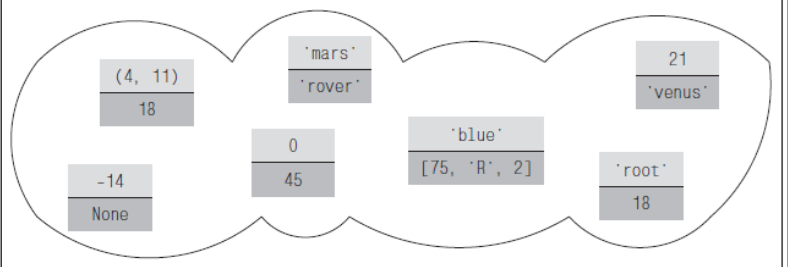 (4, 11)
18
'mars'
'rover'
21
'venus'
0
45
'blue'
[75, 'R', 2]
-14
None
'root'
18